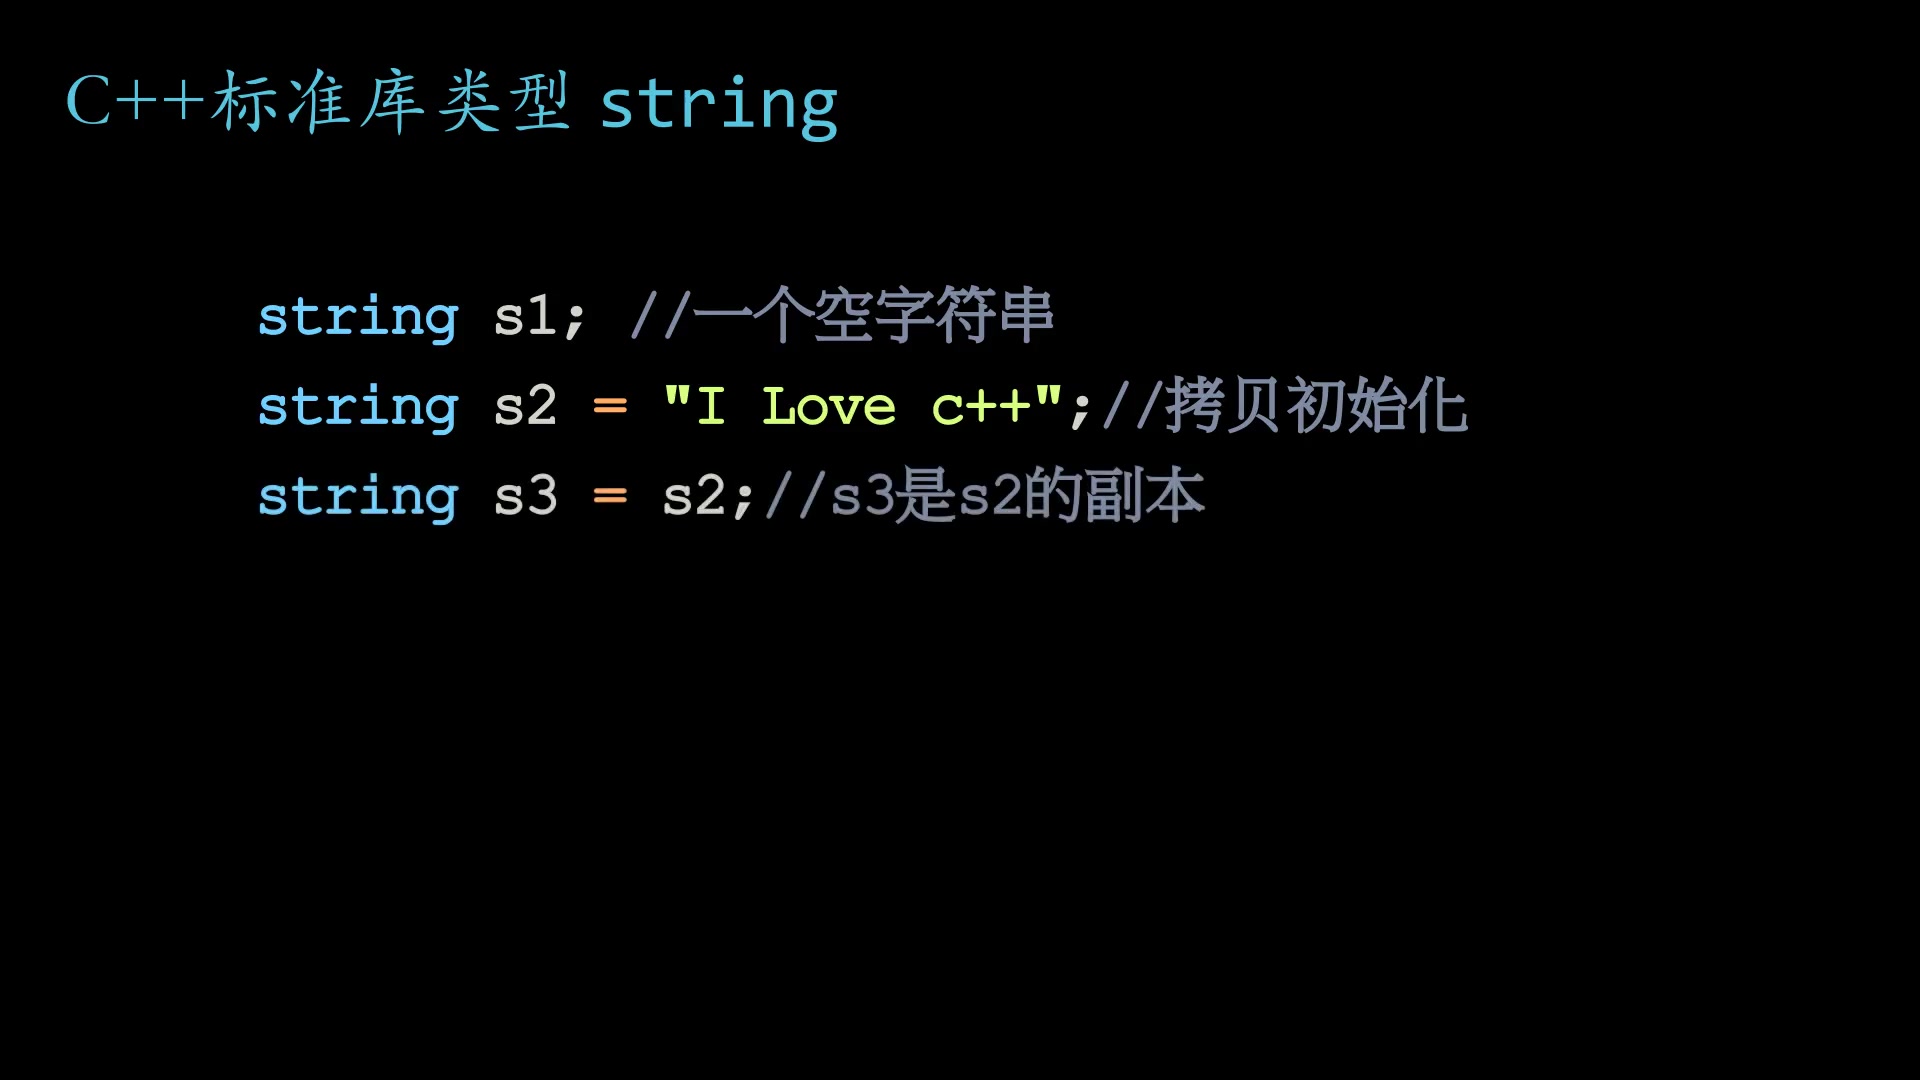 C++标准库类型 string
string s1; //一个空字符串
string s2 = "I Love c++";//拷贝初始化
string s3 = s2;//s3是s2的副本